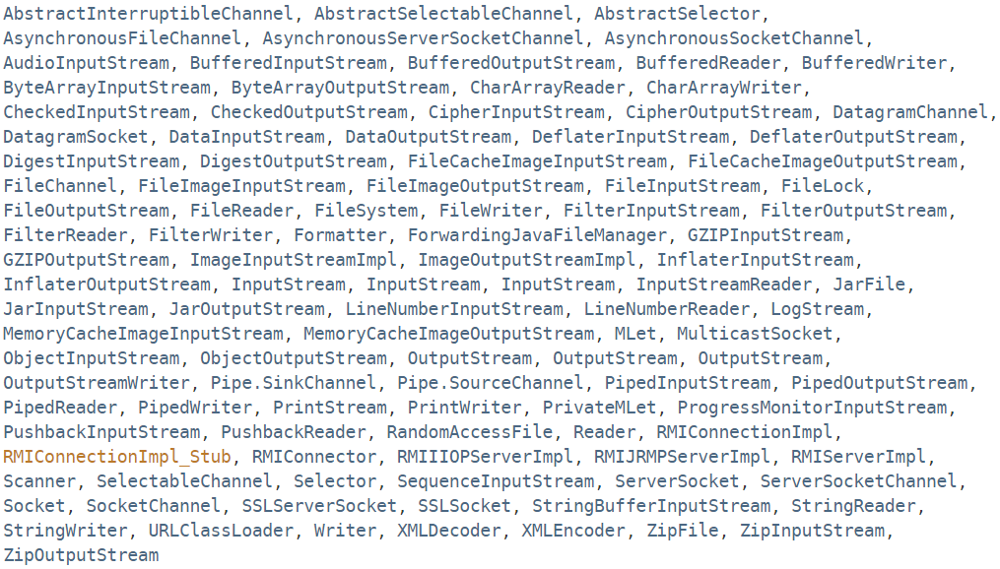 AbstractInterruptibleChannel, AbstractSelectableChannel, AbstractSelector,
AsynchronousFileChannel, AsynchronousServerSocketChannel, AsynchronousSocketChannel,
AudioInputStream, BufferedInputStream, BufferedOutputStream, BufferedReader, BufferedWriter,
ByteArrayInputStream, ByteArrayOutputStream, CharArrayReader, CharArrayWriter,
CheckedInputStream, CheckedOutputStream, CipherInputStream, CipherOutputStream, DatagramChannel,
DatagramSocket, DataInputStream, DataOutputStream, DeflaterInputStream, DeflaterOutputStream,
DigestInputStream, DigestOutputStream, FileCacheImageInputStream, FileCacheImageOutputStream,
FileChannel, FileImageInputStream, FileImageOutputStream, FileInputStream, FileLock,
FileOutputStream, FileReader, FileSystem, FileWriter, FilterInputStream, FilterOutputStream,
FilterReader, FilterWriter, Formatter, ForwardingJavaFileManager, GZIPInputStream,
GZIPOutputStream, ImageInputStreamImpl, ImageOutputStreamImpl, InflaterInputStream,
InflaterOutputStream, InputStream, InputStream, InputStream, InputStreamReader, JarFile,
JarInputStream, JarOutputStream, LineNumberInputStream, LineNumberReader, LogStream,
MemoryCacheImageInputStream, MemoryCacheImageOutputStream, MLet, MulticastSocket,
ObjectInputStream, ObjectOutputStream, OutputStream, OutputStream, OutputStream,
OutputStreamWriter, Pipe.SinkChannel, Pipe.SourceChannel, PipedInputStream, PipedOutputStream,
PipedReader, PipedWriter, PrintStream, PrintWriter, PrivateMLet, ProgressMonitorInputStream,
PushbackInputStream, PushbackReader, RandomAccessFile, Reader, RMIConnectionImpl,
RMIConnectionImpl_Stub, RMIConnector, RMIIIOPServerImpl, RMIJRMPServerImpl, RMIServerImpl,
Scanner, SelectableChannel, Selector, SequenceInputStream, ServerSocket, ServerSocketChannel,
Socket, SocketChannel, SSLServerSocket, SSLSocket, StringBufferInputStream, StringReader,
StringWriter, URLClassLoader, Writer, XMLDecoder, XMLEncoder, ZipFile, ZipInputStream,
ZipOutputStream